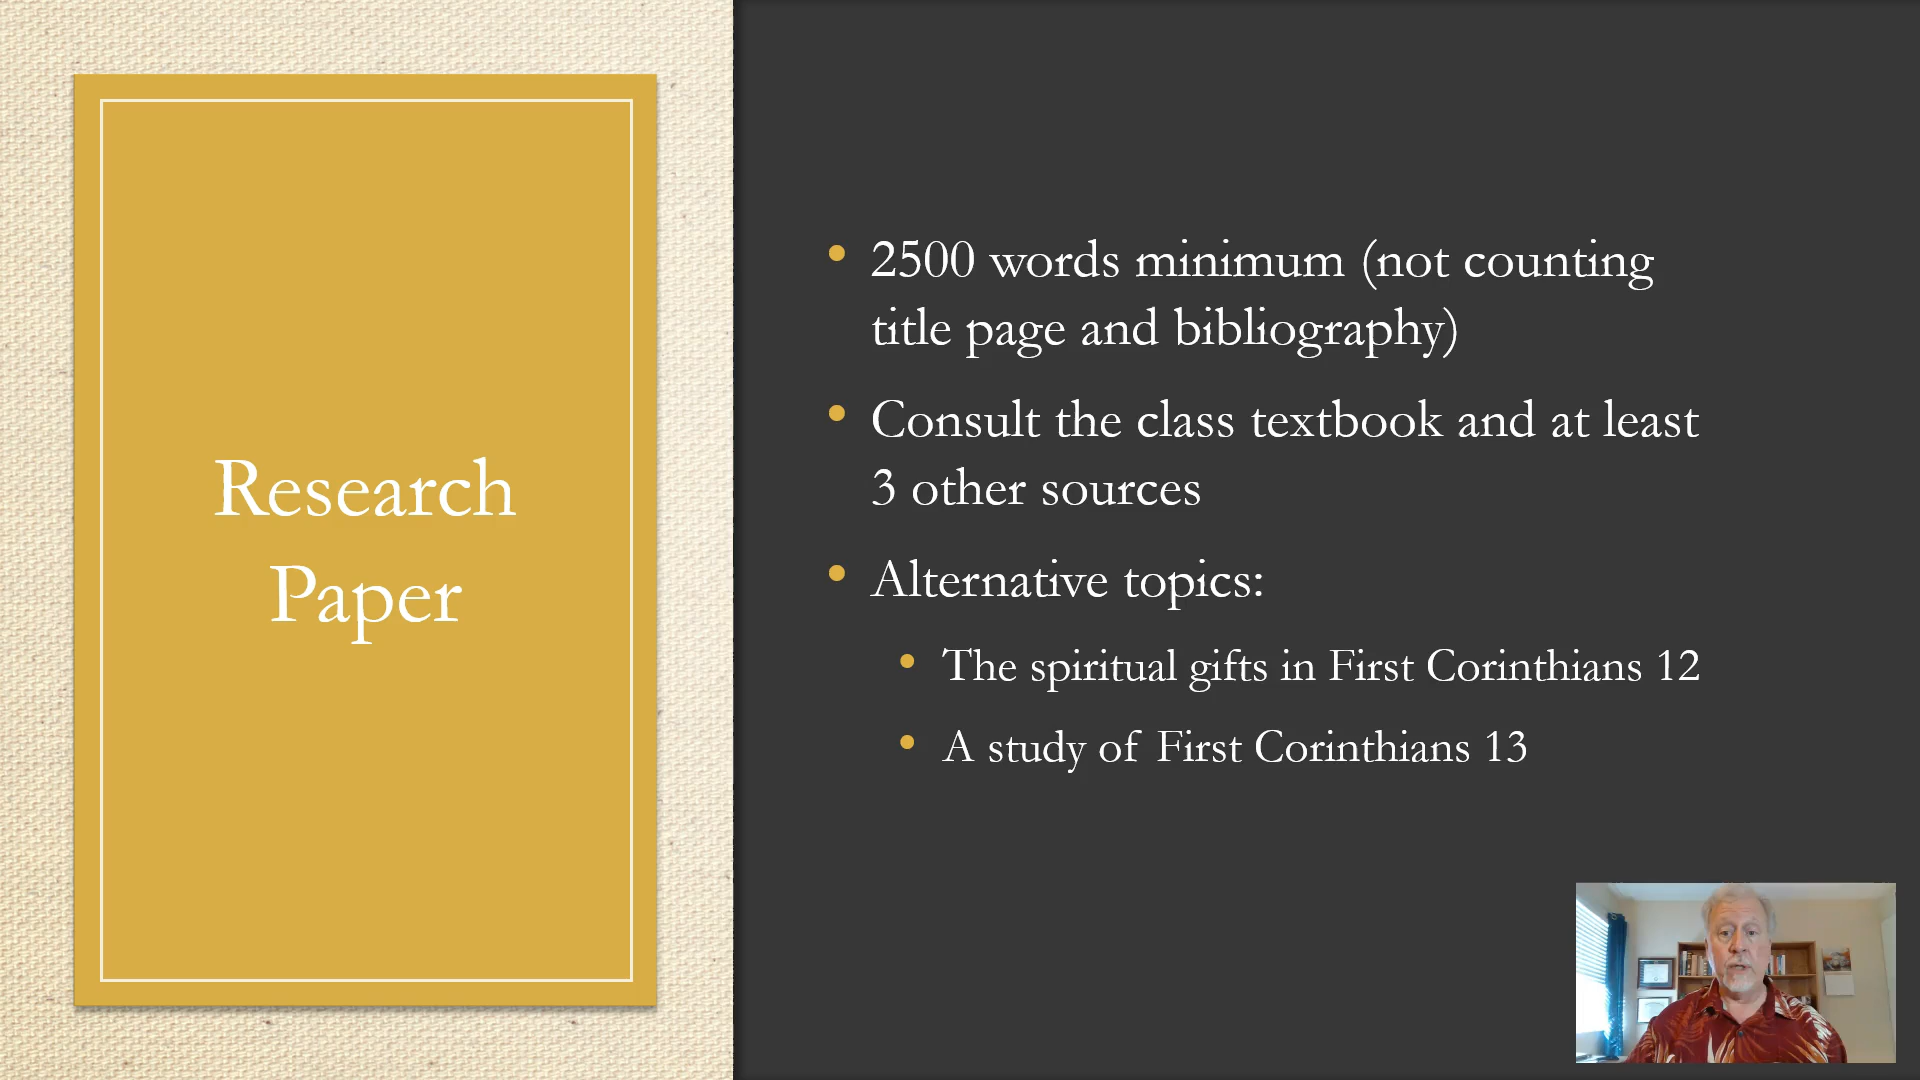 Research
Paper
• 2500 words minimum (not counting
title page and bibliography)
• Consult the class textbook and at least
3 other sources
• Alternative topics:
• The spiritual gifts in First Corinthians 12
• A study of First Corinthians 13